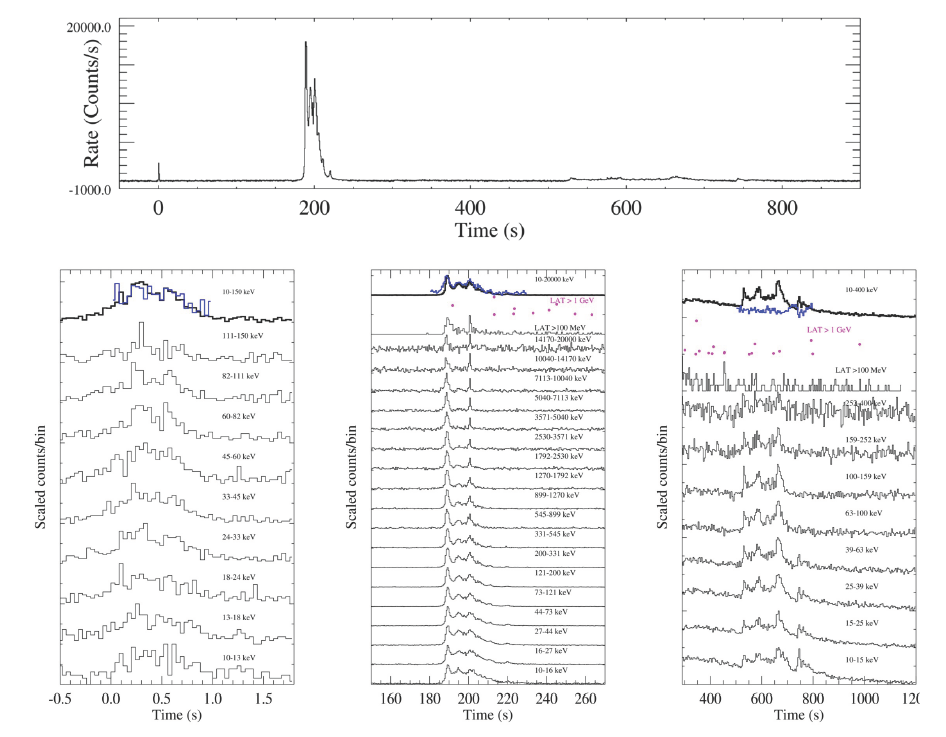 20000.0
Rate (Counts/s)
-1000.0
0 200 400 600 800
Time (s)
Scaled counts/bin
10-150 keV
111-150 keV
82-111 keV
60-82 keV
45-60 keV
33-45 keV
24-33 keV
18-24 keV
13-18 keV
10-13 keV
-0.5 0.0 0.5 1.0 1.5
Time (s)
Scaled counts/bin
10-20000 keV
LAT > 1 GeV
LAT >100 MeV
14170-20000 keV
10040-14170 keV
7113-10040 keV
5040-7113 keV
3571-5040 keV
2530-3571 keV
1792-2530 keV
1270-1792 keV
899-1270 keV
545-899 keV
331-545 keV
200-331 keV
121-200 keV
73-121 keV
44-73 keV
27-44 keV
16-27 keV
10-16 keV
160 180 200 220 240 260
Time (s)
Scaled counts/bin
10-400 keV
LAT > 1 GeV
LAT >100 MeV
252-400 keV
159-252 keV
100-159 keV
63-100 keV
39-63 keV
25-39 keV
15-25 keV
10-15 keV
400 600 800 1000 120
Time (s)